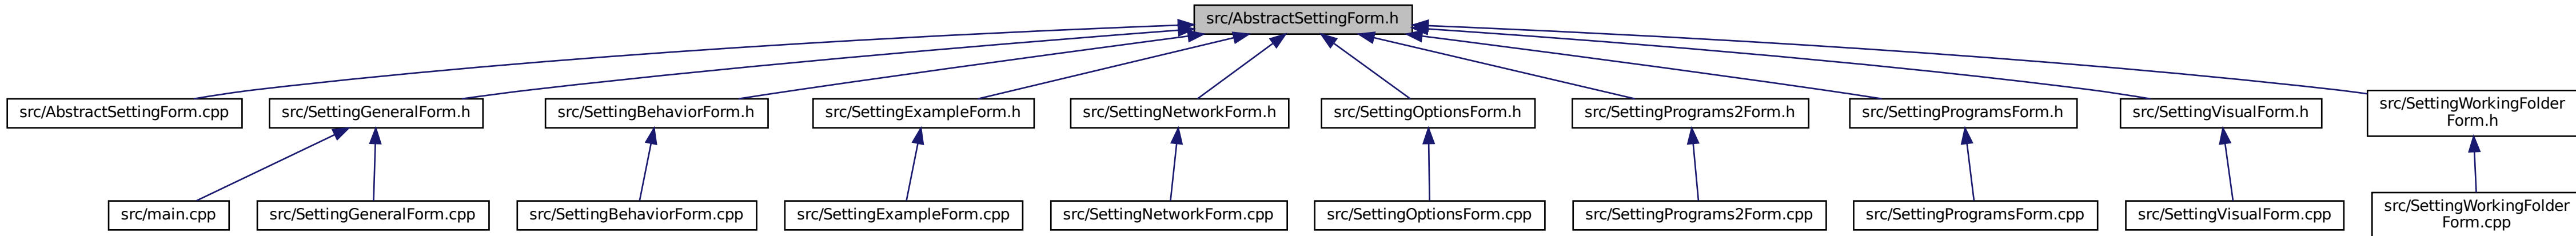 src/AbstractSettingForm.h
src/AbstractSettingForm.cpp
src/SettingGeneralForm.h
src/SettingBehaviorForm.h
src/SettingExampleForm.h
src/SettingNetworkForm.h
src/SettingOptionsForm.h
src/SettingPrograms2Form.h
src/SettingProgramsForm.h
src/SettingVisualForm.h
src/SettingWorkingFolder
Form.h
src/main.cpp
src/SettingGeneralForm.cpp
src/SettingBehaviorForm.cpp
src/SettingExampleForm.cpp
src/SettingNetworkForm.cpp
src/SettingOptionsForm.cpp
src/SettingPrograms2Form.cpp
src/SettingProgramsForm.cpp
src/SettingVisualForm.cpp
src/SettingWorkingFolder
Form.cpp